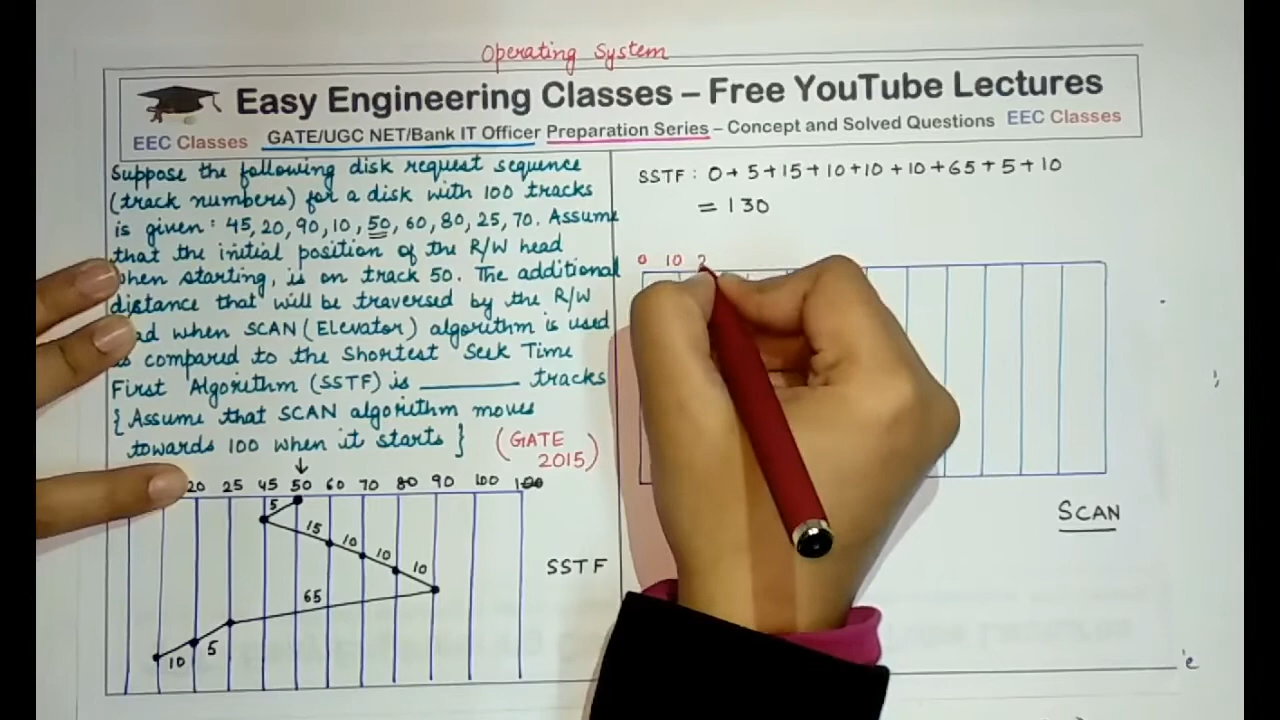 Operating System
Easy Engineering Classes – Free YouTube Lectures
EEC Classes GATE/UGC NET/Bank IT Officer Preparation Series – Concept and Solved Questions EEC Classes
Suppose the following disk request sequence
(track numbers) for a disk with 100 tracks
is given: 45, 20, 90, 10, 50, 60, 80, 25, 70. Assume
that the initial position of the R/W head
when starting, is on track 50. The additional
distance that will be traversed by the R/W
when SCAN (Elevator) algorithm is used
compared to the Shortest Seek Time
First Algorithm (SSTF) is ______ tracks
{Assume that SCAN algorithm moves
towards 100 when it starts} (GATE
2015)
20 25 45 50 60 70 80 90 100
5
15
10
10
10
65
5
10
SSTF
SSTF: 0+5+15+10+10+10+65+5+10
= 130
0 10 2
SCAN